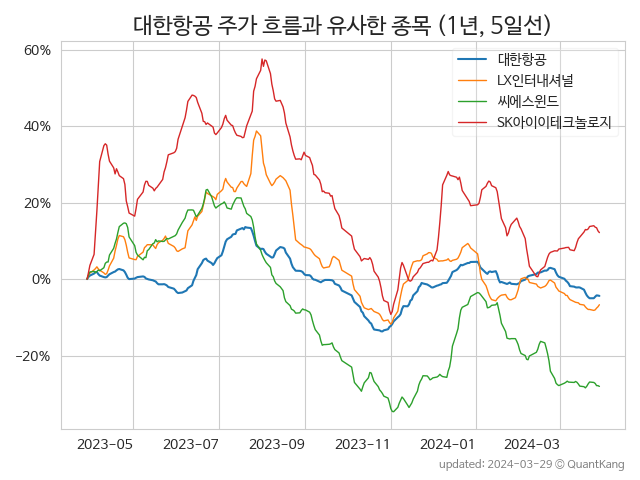 대한항공 주가 흐름과 유사한 종목 (1년, 5일선)
대한항공
LX인터내셔널
씨에스윈드
SK아이이테크놀로지
60%
40%
20%
0%
−20%
2023-05 2023-07 2023-09 2023-11 2024-01 2024-03
updated: 2024-03-29 © QuantKang